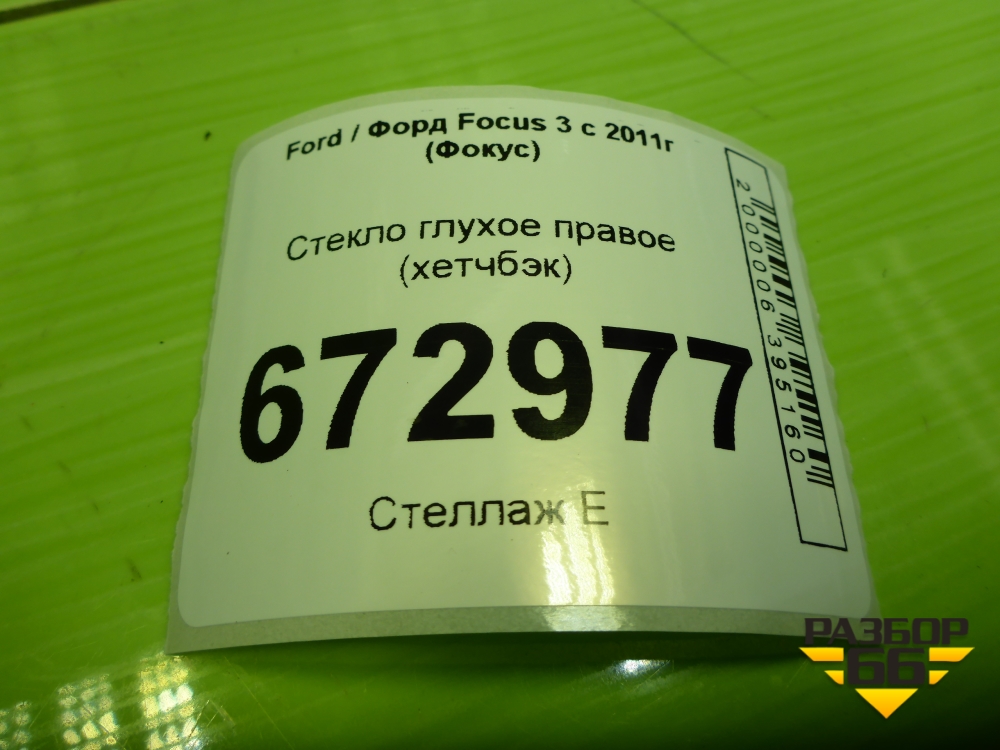 Ford / Форд Focus 3 с 2011г
(Фокус)
Стекло глухое правое
(хетчбэк)
672977
Стеллаж Е
2000006395160
РАЗБОР
66